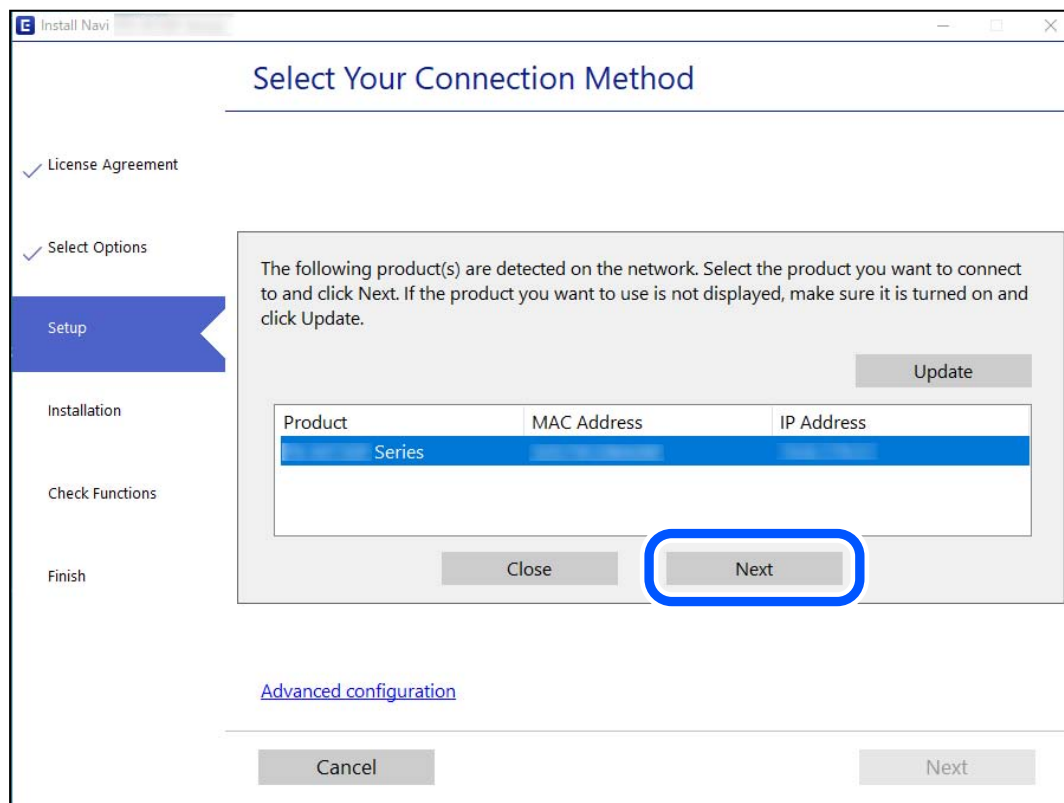 Install Navi
Select Your Connection Method
License Agreement
Select Options
Setup
Installation
Check Functions
Finish
The following product(s) are detected on the network. Select the product you want to connect
to and click Next. If the product you want to use is not displayed, make sure it is turned on and
click Update.
Update
Product MAC Address IP Address
Series
Close Next
Advanced configuration
Cancel Next